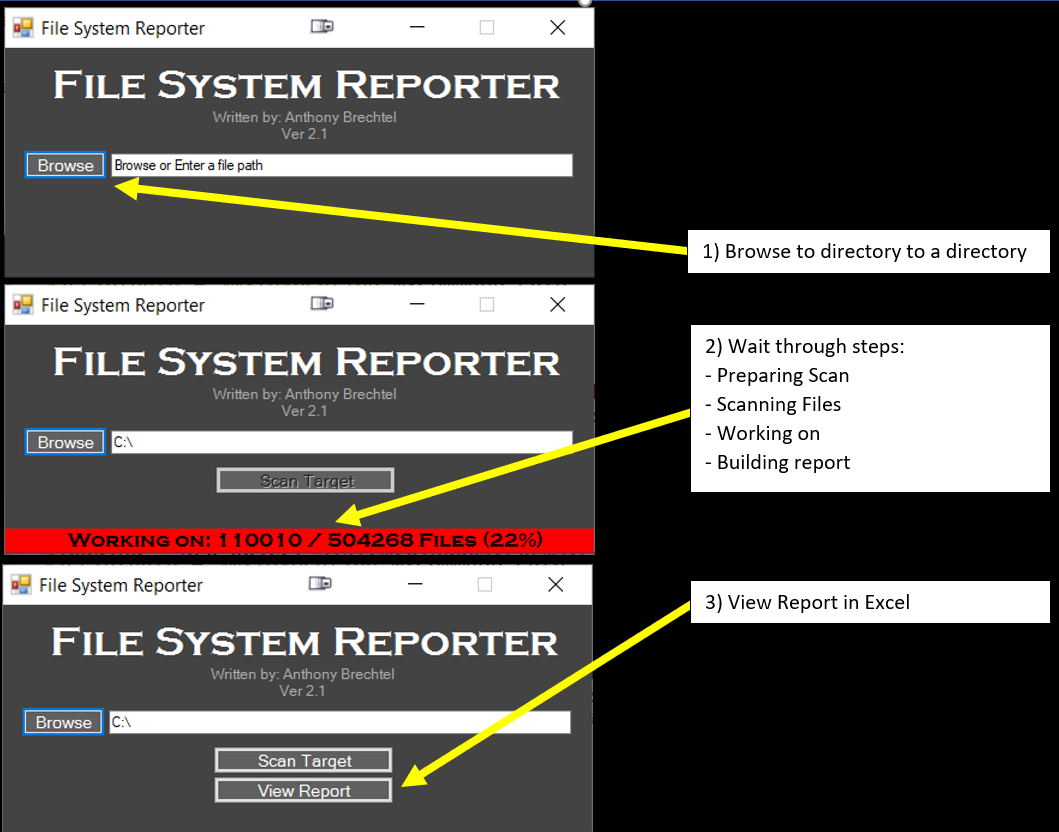 File System Reporter
File System Reporter
Written by: Anthony Brechtel
Ver 2.1
Browse
Browse or Enter a file path
1) Browse to directory to a directory
File System Reporter
File System Reporter
Written by: Anthony Brechtel
Ver 2.1
Browse
C:\
Scan Target
Working on: 110010 / 504268 Files (22%)
2) Wait through steps:
- Preparing Scan
- Scanning Files
- Working on
- Building report
File System Reporter
File System Reporter
Written by: Anthony Brechtel
Ver 2.1
Browse
C:\
Scan Target
View Report
3) View Report in Excel